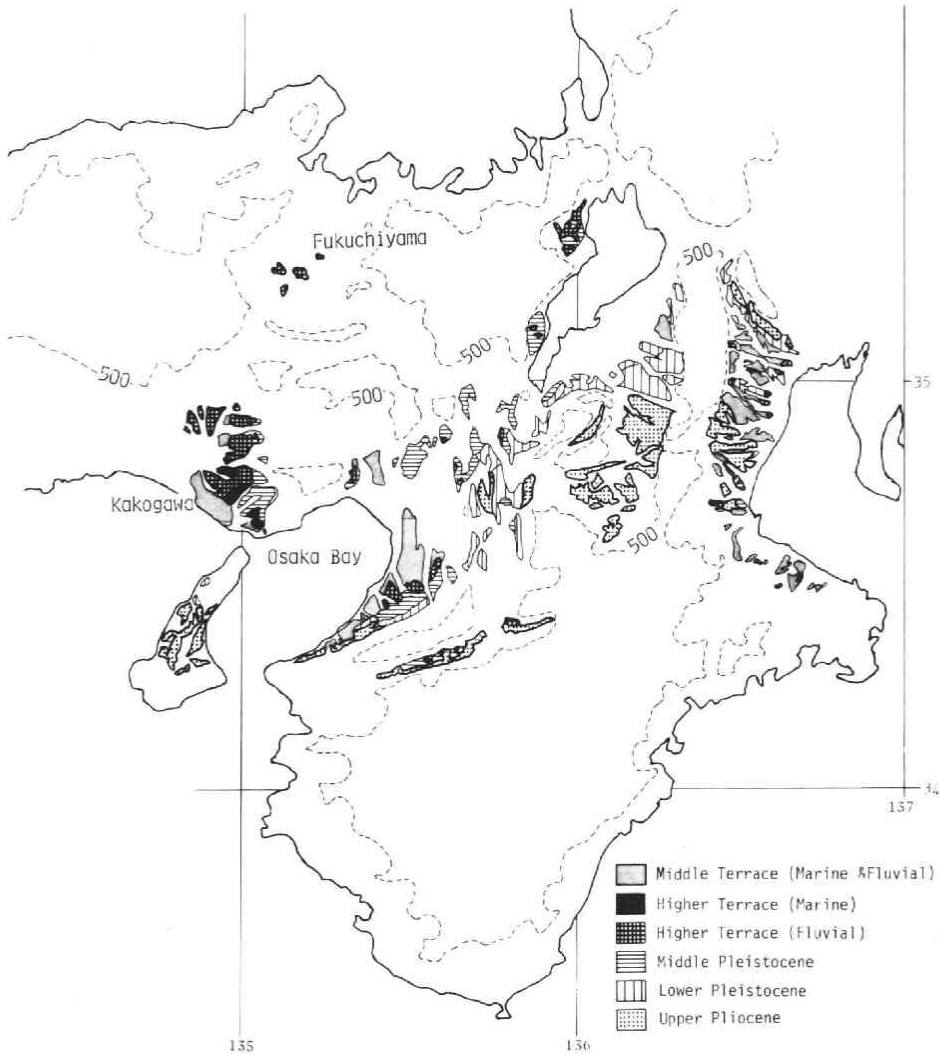 Fukuchiyama
500
500
500
35
500
Kakogawa
Osaka Bay
500
34
137
Middle Terrace (Marine &Fluvial)
Higher Terrace (Marine)
Higher Terrace (Fluvial)
Middle Pleistocene
Lower Pleistocene
Upper Pliocene
135
136